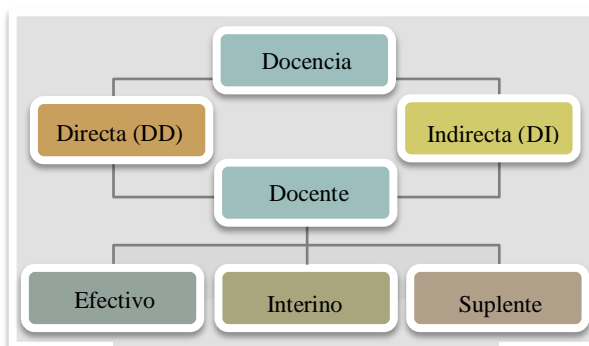 Docencia
Directa (DD)
Indirecta (DI)
Docente
Efectivo
Interino
Suplente